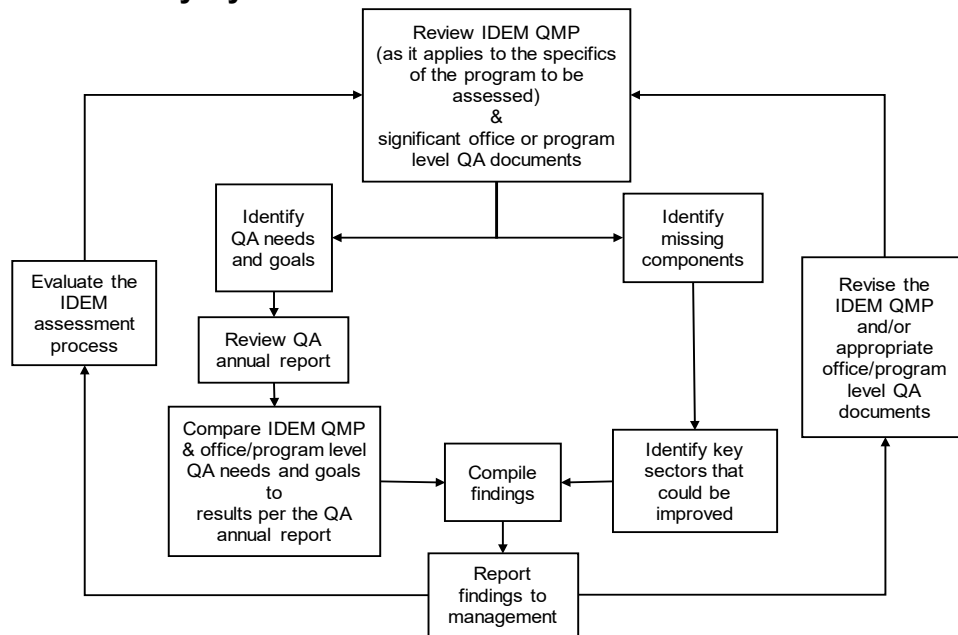 Review IDEM QMP
(as it applies to the specifics
of the program to be
assessed)
&
significant office or program
level QA documents
Identify
QA needs
and goals
Identify
missing
components
Evaluate the
IDEM
assessment
process
Revise the
IDEM QMP
and/or
appropriate
office/program
level QA
documents
Review QA
annual report
Compare IDEM QMP
& office/program level
QA needs and goals
to
results per the QA
annual report
Compile
findings
Identify key
sectors that
could be
improved
Report
findings to
management